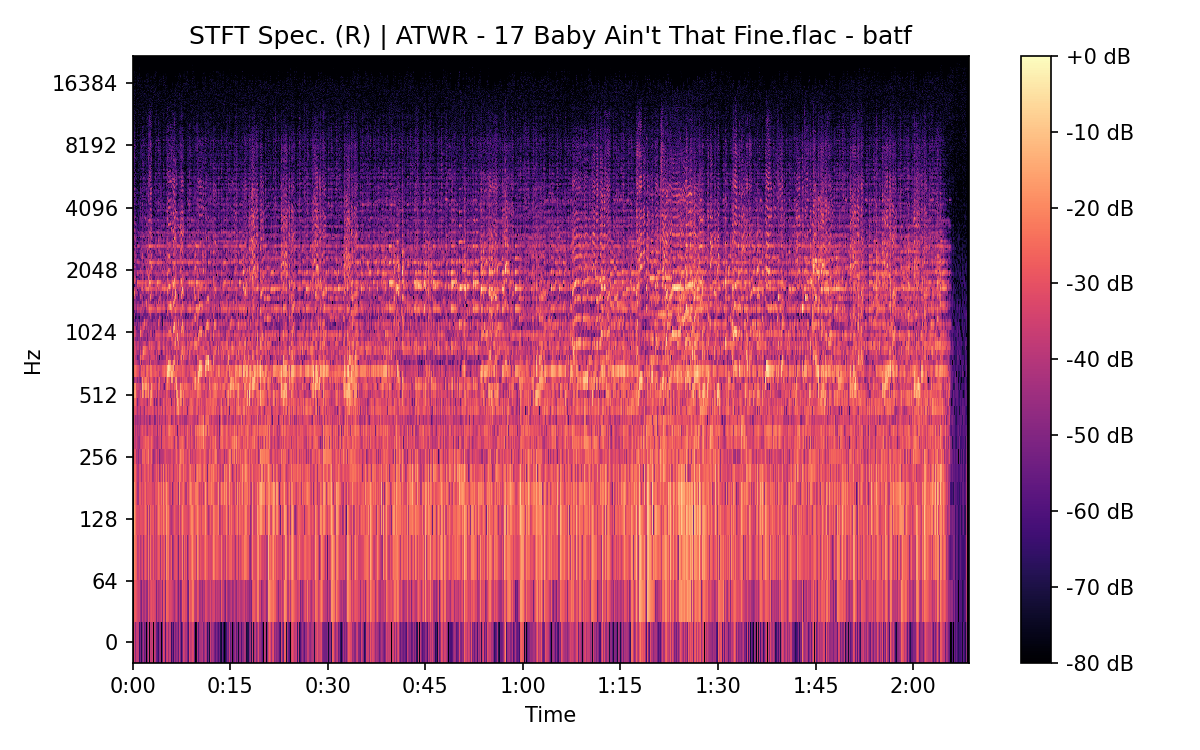 STFT Spec. (R) | ATWR - 17 Baby Ain't That Fine.flac - batf
16384
8192
4096
2048
1024
512
256
128
64
0
Hz
0:00 0:15 0:30 0:45 1:00 1:15 1:30 1:45 2:00
Time
+0 dB
-10 dB
-20 dB
-30 dB
-40 dB
-50 dB
-60 dB
-70 dB
-80 dB